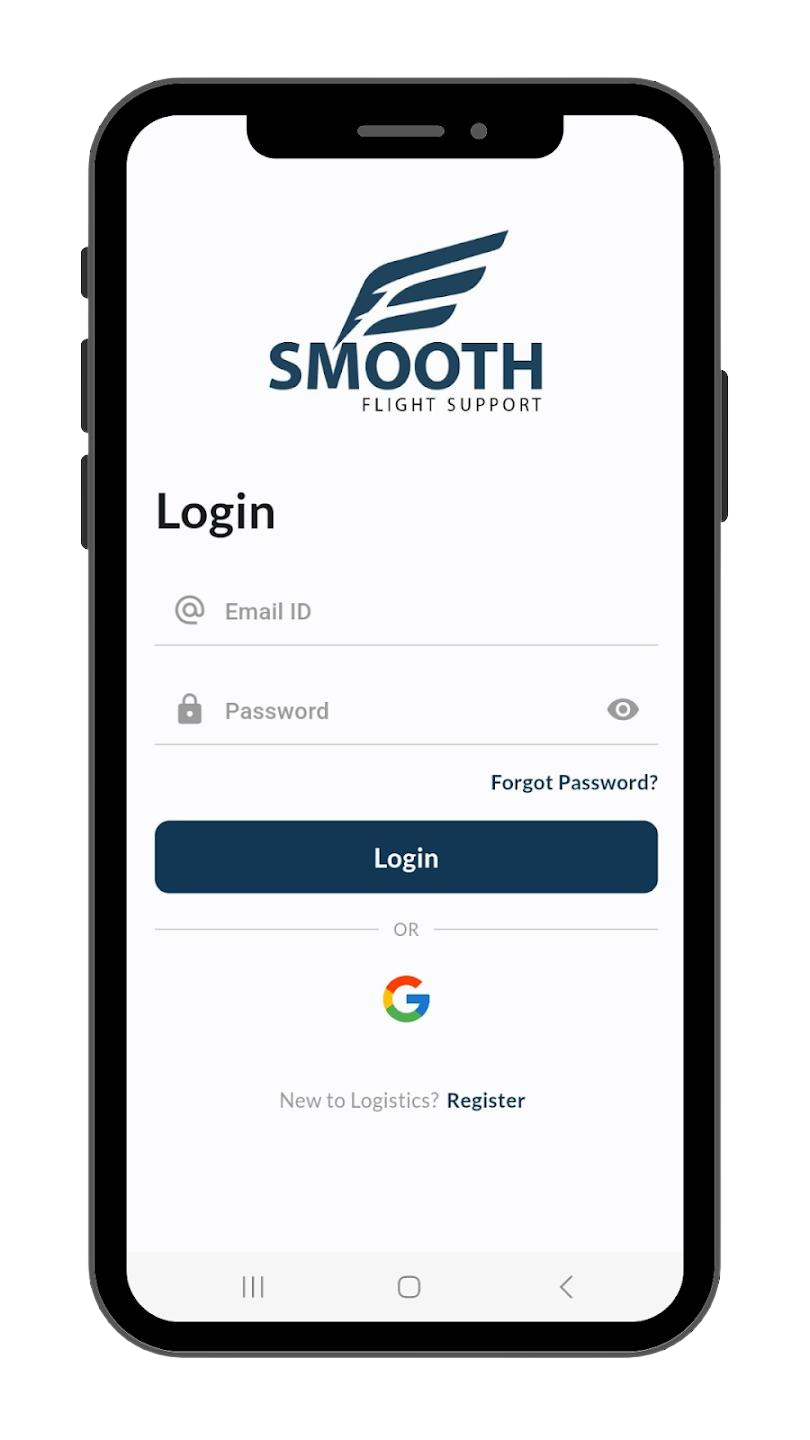 SMOOTH
FLIGHT SUPPORT
Login
Email ID
Password
Forgot Password?
Login
OR
New to Logistics? Register